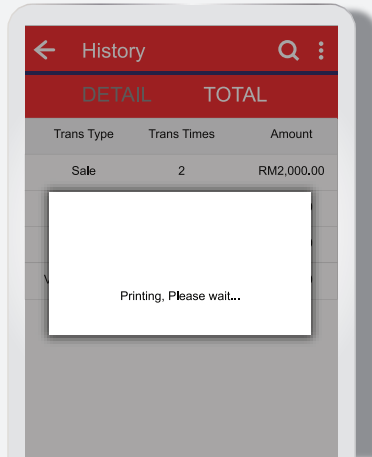 History
DETAIL TOTAL
Trans Type Trans Times Amount
Sale 2 RM2,000.00
Printing, Please wait...